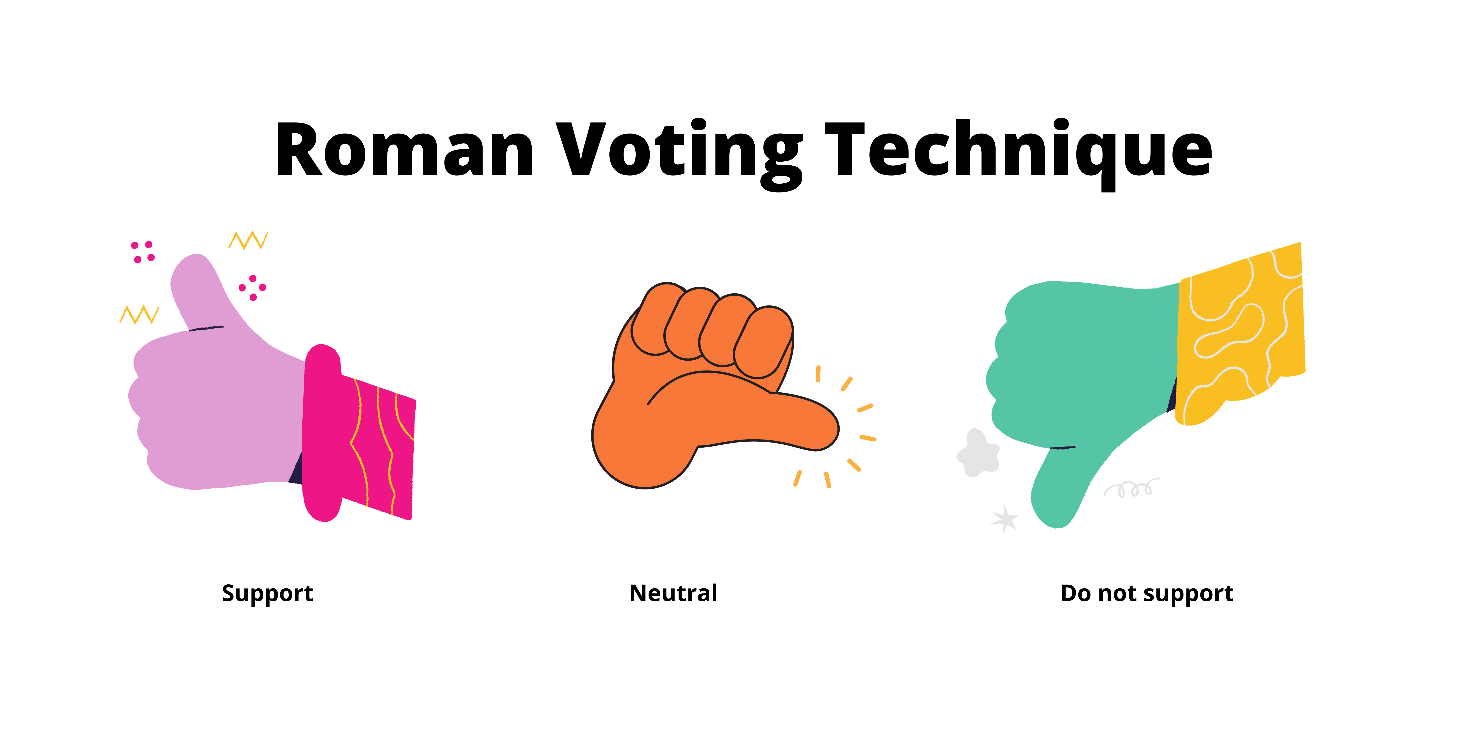 Roman Voting Technique
Support
Neutral
Do not support